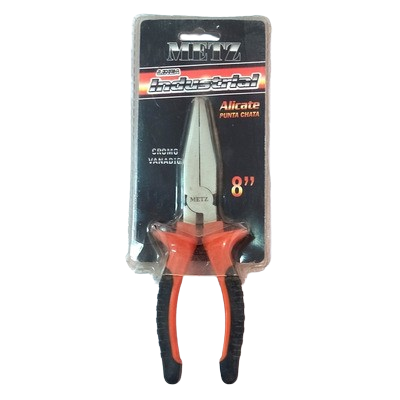 METZ
Industrial
Alicate
PUNTA CHATA
CROMO
VANADIO
8”
METZ